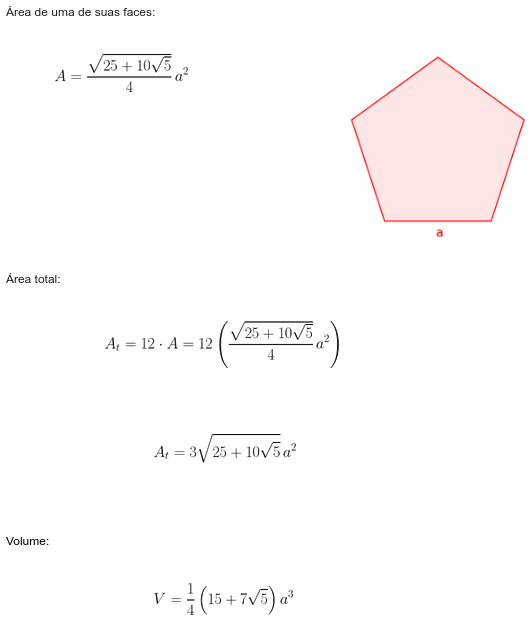 Área de uma de suas faces:
A = \frac{\sqrt{25 + 10\sqrt{5}}}{4} a^2
a
Área total:
A_t = 12 \cdot A = 12 \left( \frac{\sqrt{25 + 10\sqrt{5}}}{4} a^2 \right)
A_t = 3\sqrt{25 + 10\sqrt{5}} a^2
Volume:
V = \frac{1}{4} \left( 15 + 7\sqrt{5} \right) a^3